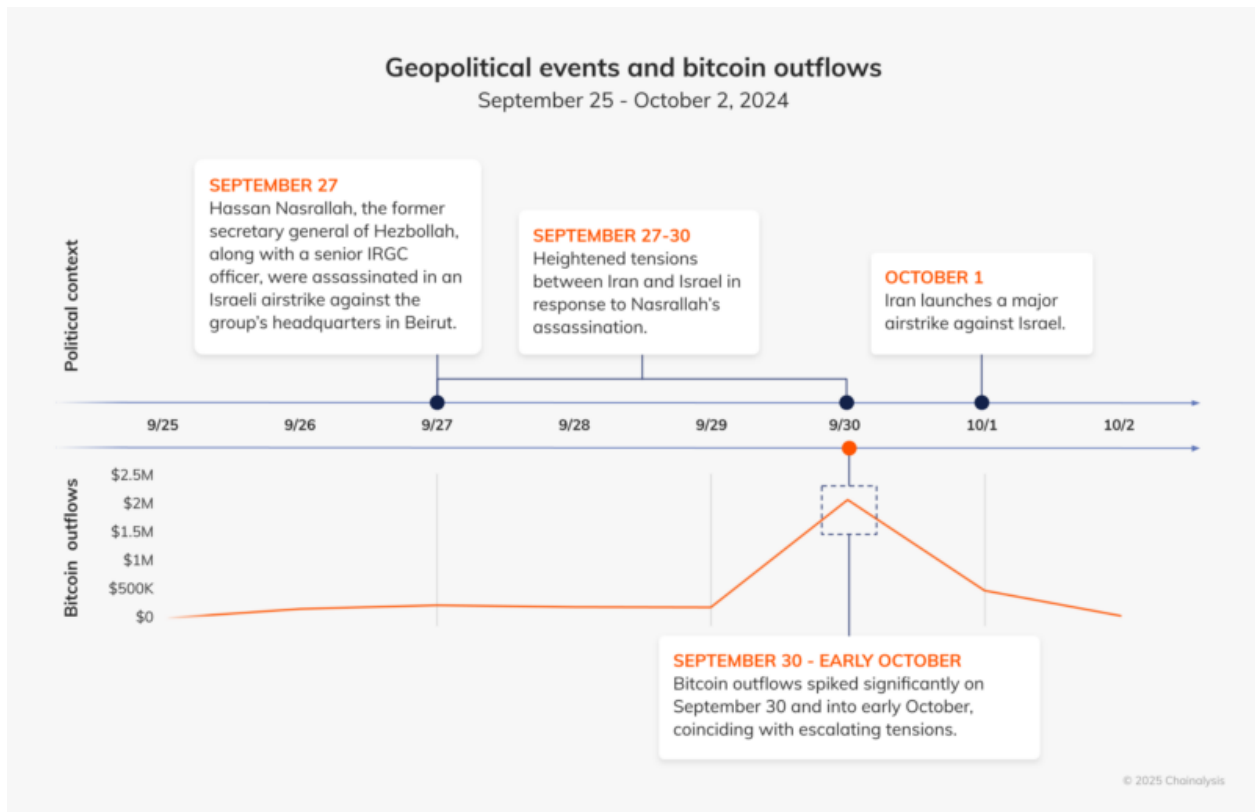 Geopolitical events and bitcoin outflows
September 25 - October 2, 2024
Political context
SEPTEMBER 27
Hassan Nasrallah, the former
secretary general of Hezbollah,
along with a senior IRGC
officer, were assassinated in an
Israeli airstrike against the
group's headquarters in Beirut.
SEPTEMBER 27-30
Heightened tensions
between Iran and Israel in
response to Nasrallah's
assassination.
OCTOBER 1
Iran launches a major
airstrike against Israel.
9/25 9/26 9/27 9/28 9/29 9/30 10/1 10/2
Bitcoin outflows
$2.5M
$2M
$1.5M
$1M
$500K
$0
SEPTEMBER 30 - EARLY OCTOBER
Bitcoin outflows spiked significantly on
September 30 and into early October,
coinciding with escalating tensions.
© 2025 Chainalysis